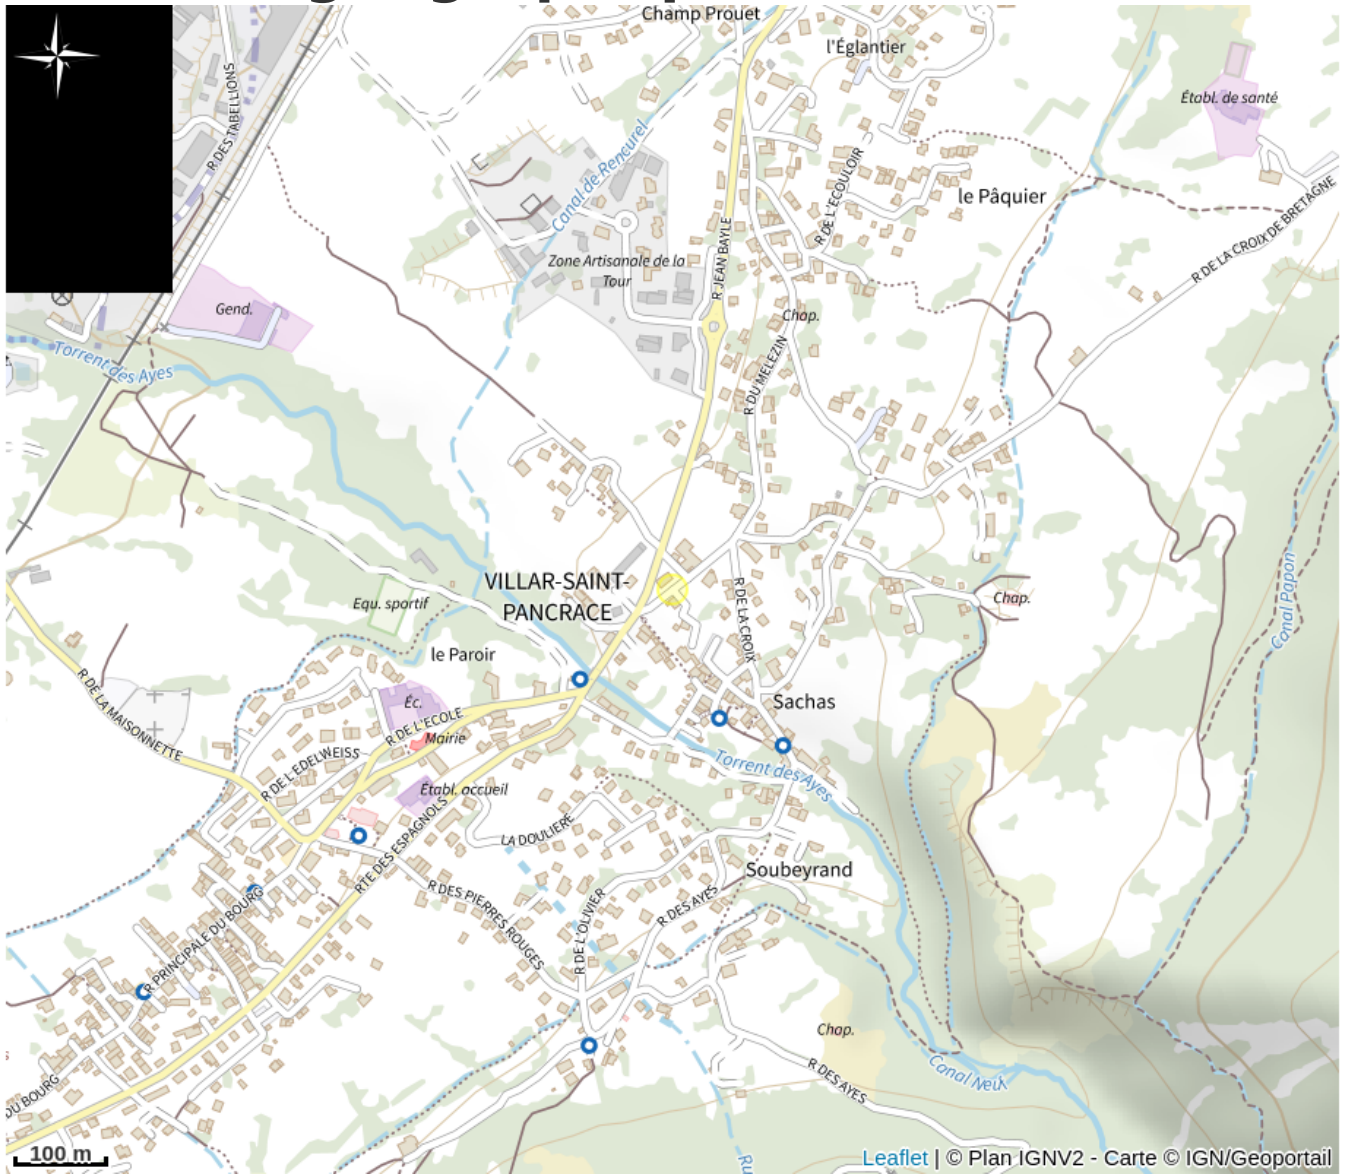 Champ Prouet
l'Églantier
Établ. de santé
R DES TABELLIONS
Canal de Rencurel
R DE L'ECOULOIR
le Pâquier
R DE LA CROIX DE BRETAGNE
R JEAN BAYLE
Zone Artisanale de la
Tour
Gend.
Chap.
Torrent des Ayes
R DU MELEZIN
VILLAR-SAINT-
PANCRACE
Equ. sportif
R DE LA CROIX
Chap.
Canal Papon
le Paroir
R DE LA MAISONNETTE
Éc.
R DE L'ECOLE
Mairie
Sachas
R DE L'EDELWEISS
Torrent des Ayes
Établ. accueil
RTE DES ESPAGNOLS
LA DOULIERE
Soubeyrand
R DES PIERRES ROUGES
R DE L'OLIVIER
R DES AYES
R PRINCIPALE DU BOURG
Chap.
R DES AYES
Canal Neuf
DU BOURG
Ru
100 m
Leaflet | © Plan IGNV2 - Carte © IGN/Geoportail